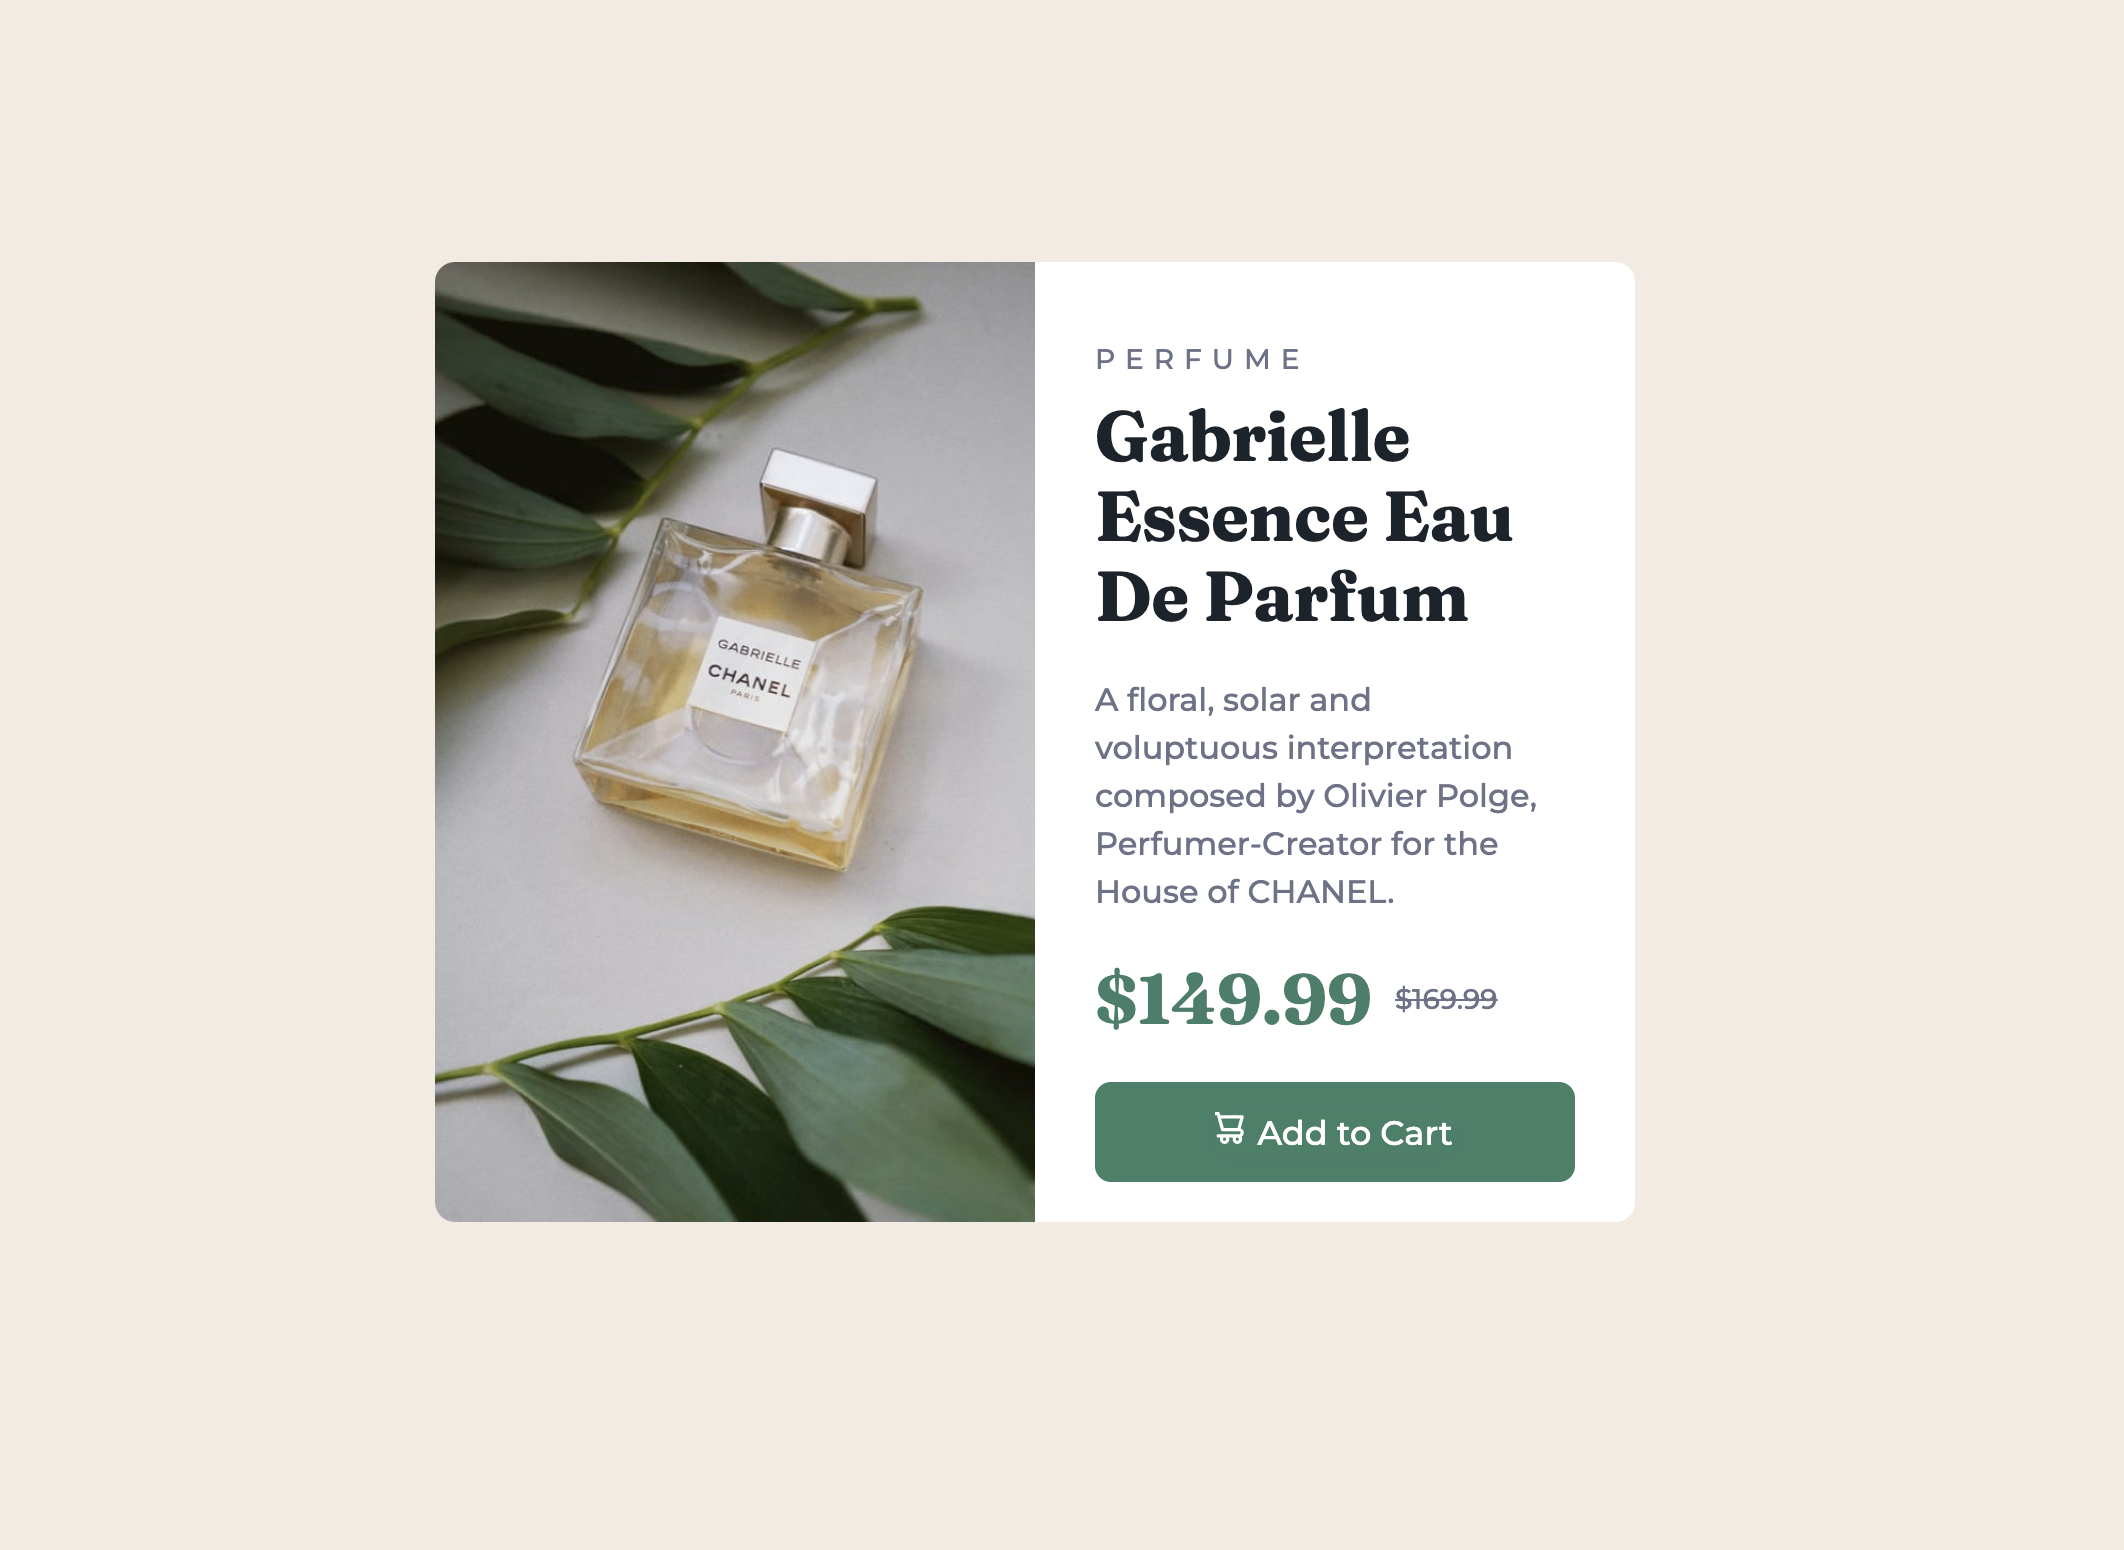 GABRIELLE
CHANEL
PARIS
PERFUME
Gabrielle
Essence Eau
De Parfum
A floral, solar and
voluptuous interpretation
composed by Olivier Polge,
Perfumer-Creator for the
House of CHANEL.
$149.99 $169.99
Add to Cart